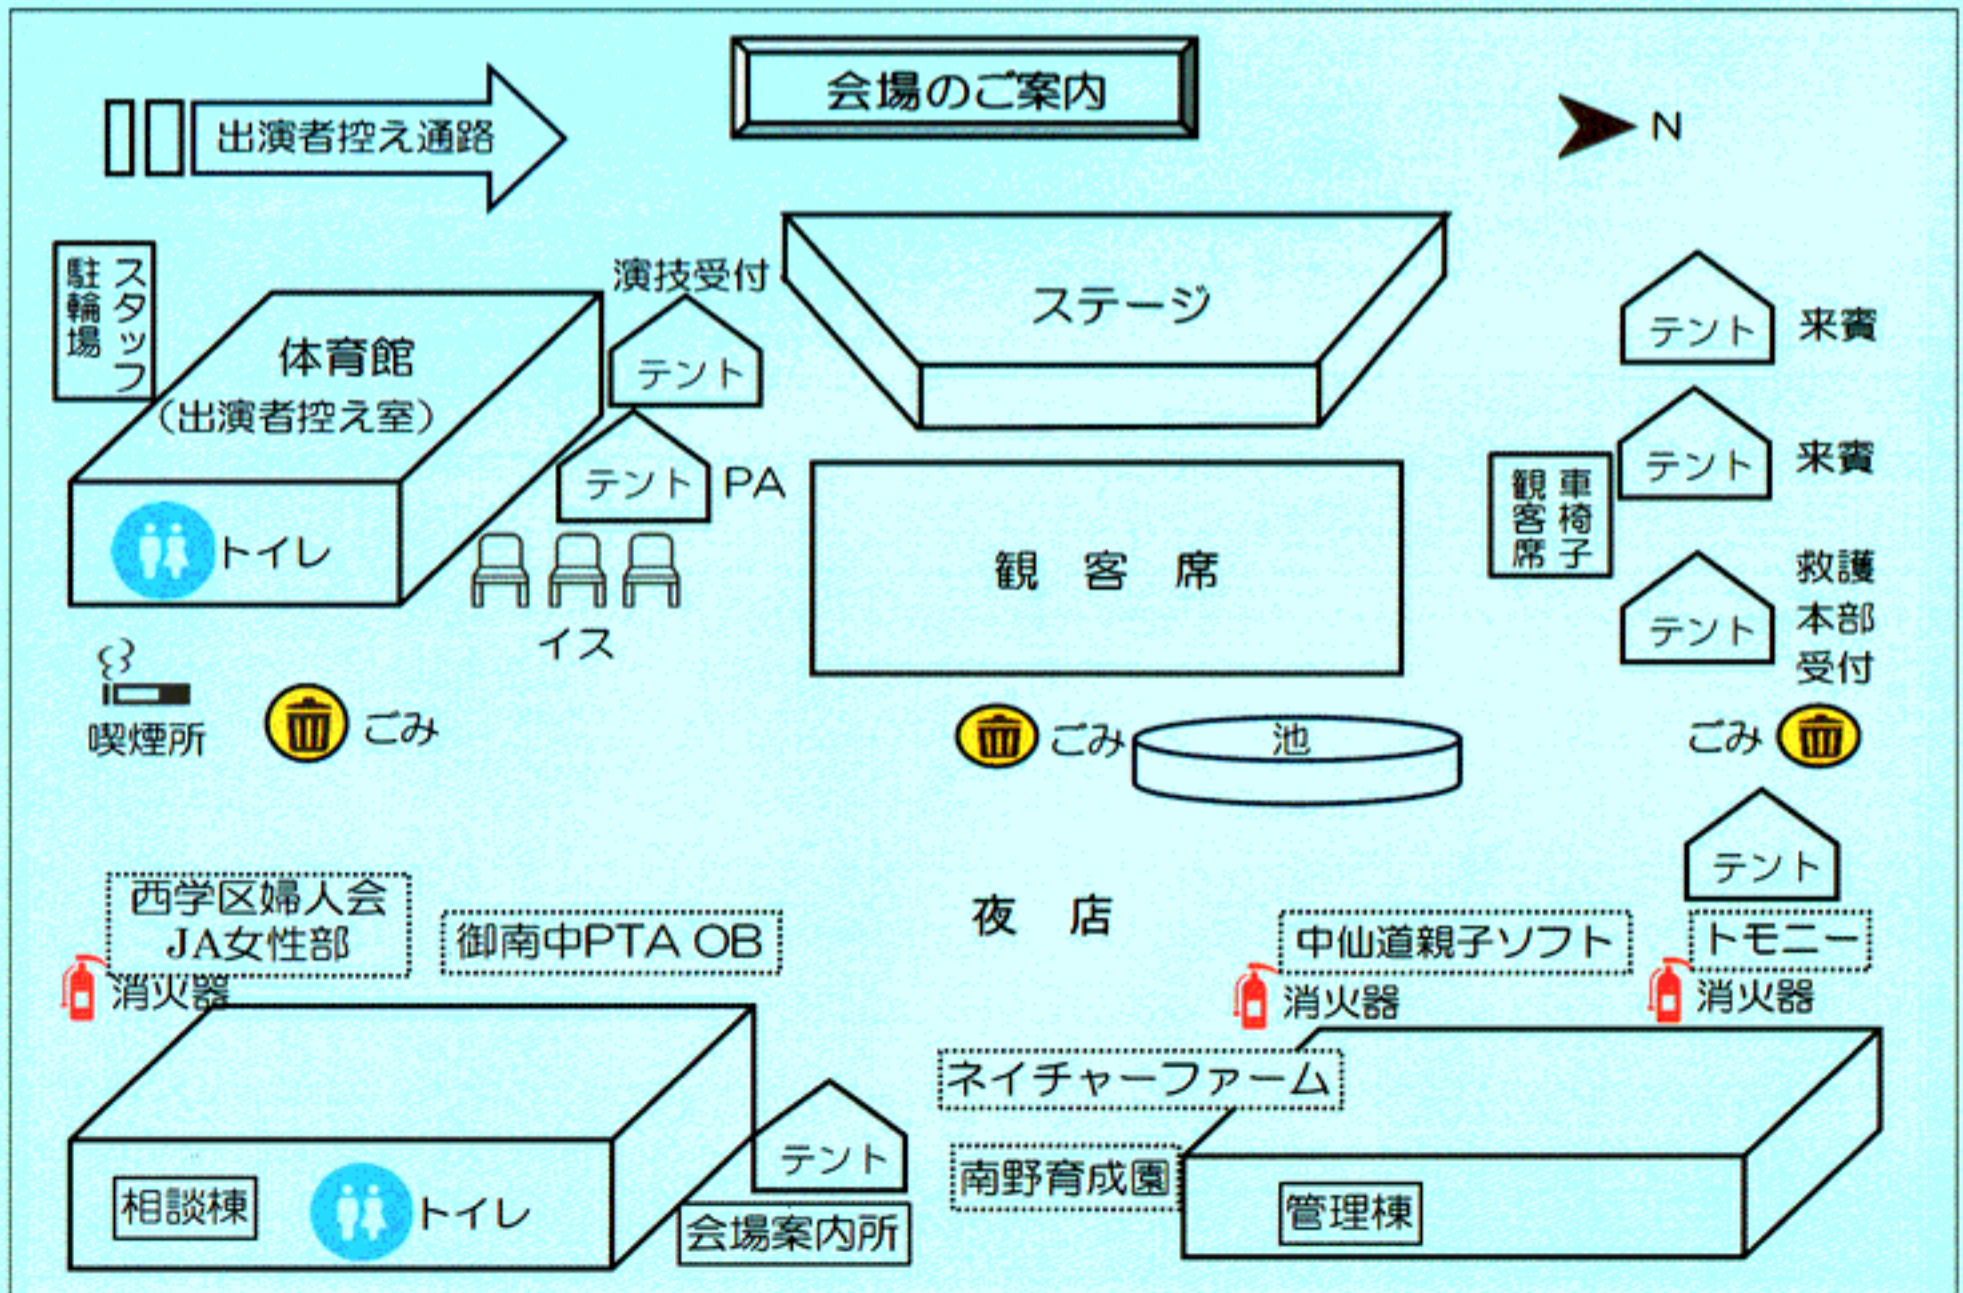 会場のご案内
出演者控え通路
N
スタッフ
駐輪場
演技受付
テント
ステージ
テント
来賓
体育館
(出演者控え室)
テント
PA
テント
来賓
車椅子
観客席
トイレ
イス
観客席
テント
救護
本部
受付
喫煙所
ごみ
ごみ
池
ごみ
テント
西学区婦人会
JA女性部
御南中PTA OB
夜店
中仙道親子ソフト
トモニー
消火器
消火器
消火器
ネイチャーファーム
テント
南野育成園
相談棟
トイレ
会場案内所
管理棟